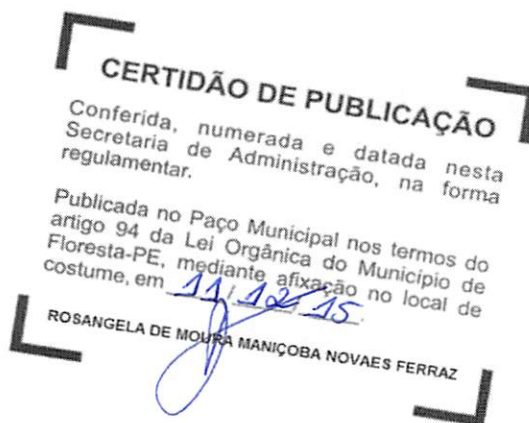 CERTIDÃO DE PUBLICAÇÃO
Conferida, numerada e datada nesta
Secretaria de Administração, na forma
regulamentar.
Publicada no Paço Municipal nos termos do
artigo 94 da Lei Orgânica do Município de
Floresta-PE, mediante afixação no local de
costume, em 11/12/15.
ROSANGELA DE MOURA MANIÇOBA NOVAES FERRAZ